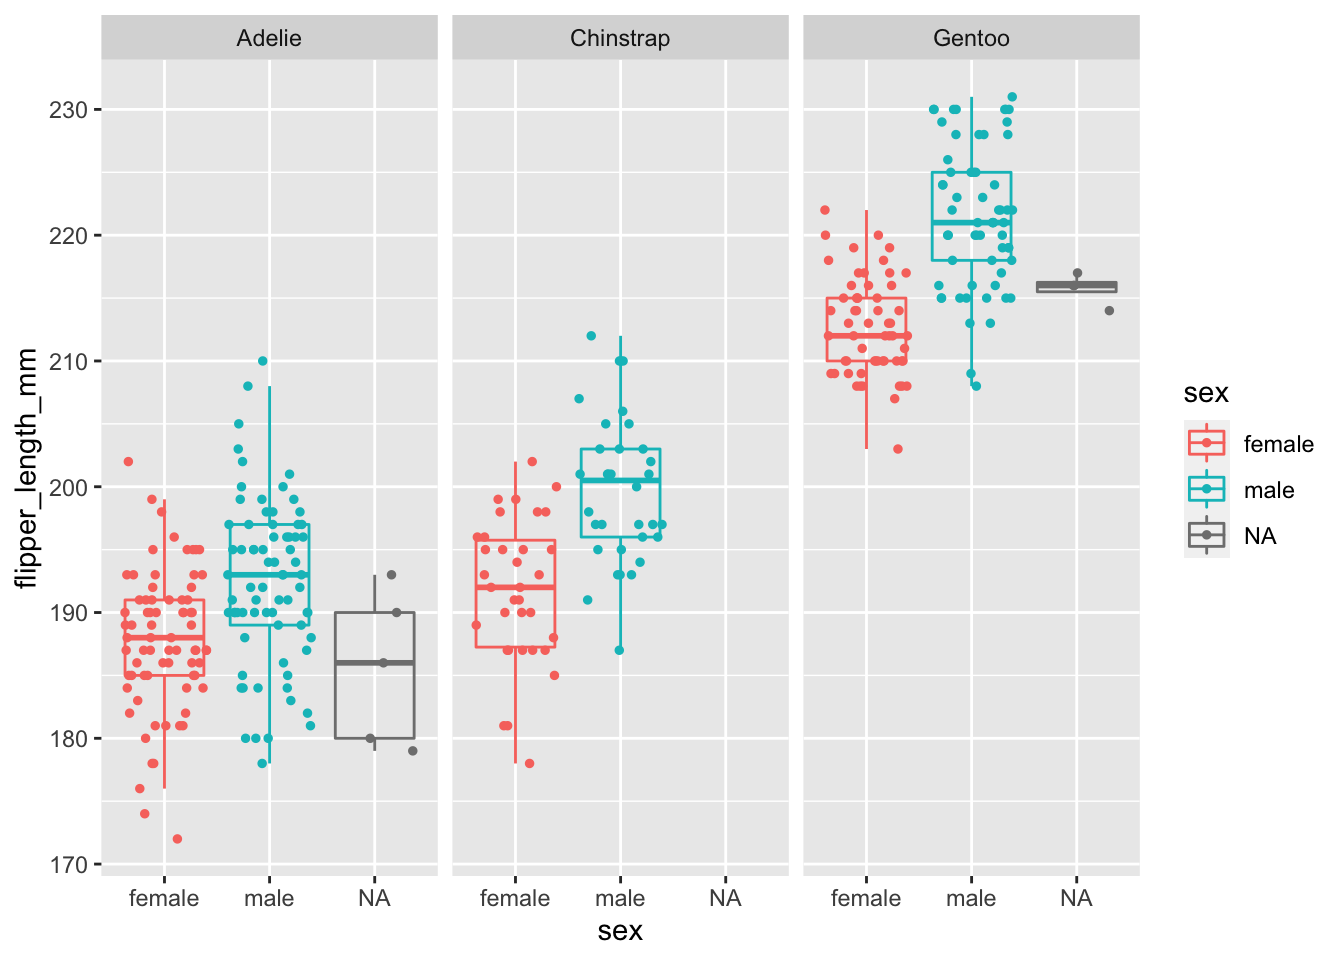 Adelie
Chinstrap
Gentoo
230
220
210
200
190
180
170
flipper_length_mm
female
male
NA
female
male
NA
female
male
NA
sex
sex
female
male
NA